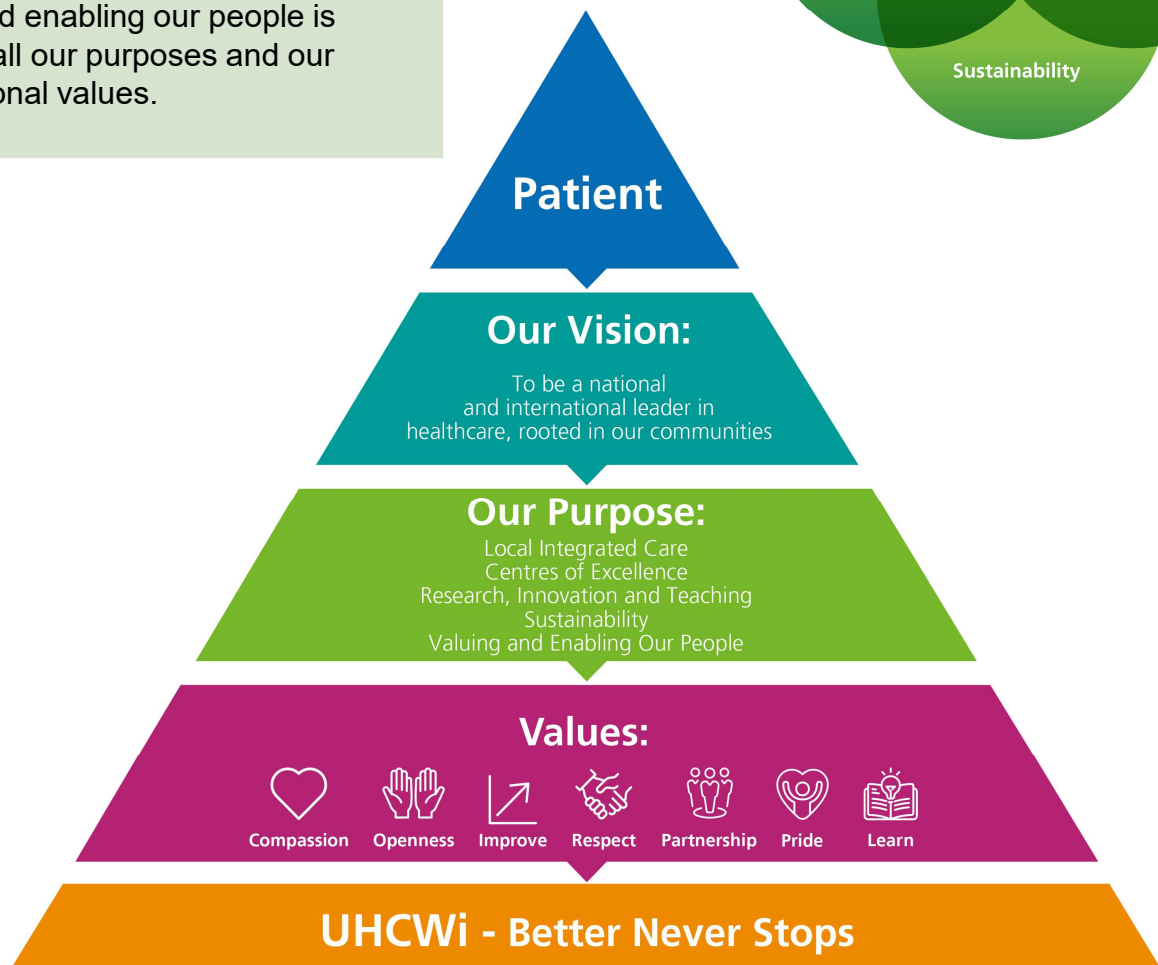 d enabling our people is
all our purposes and our
onal values.
Sustainability
Patient
Our Vision:
To be a national
and international leader in
healthcare, rooted in our communities
Our Purpose:
Local Integrated Care
Centres of Excellence
Research, Innovation and Teaching
Sustainability
Valuing and Enabling Our People
Values:
Compassion Openness Improve Respect Partnership Pride Learn
UHCWi - Better Never Stops